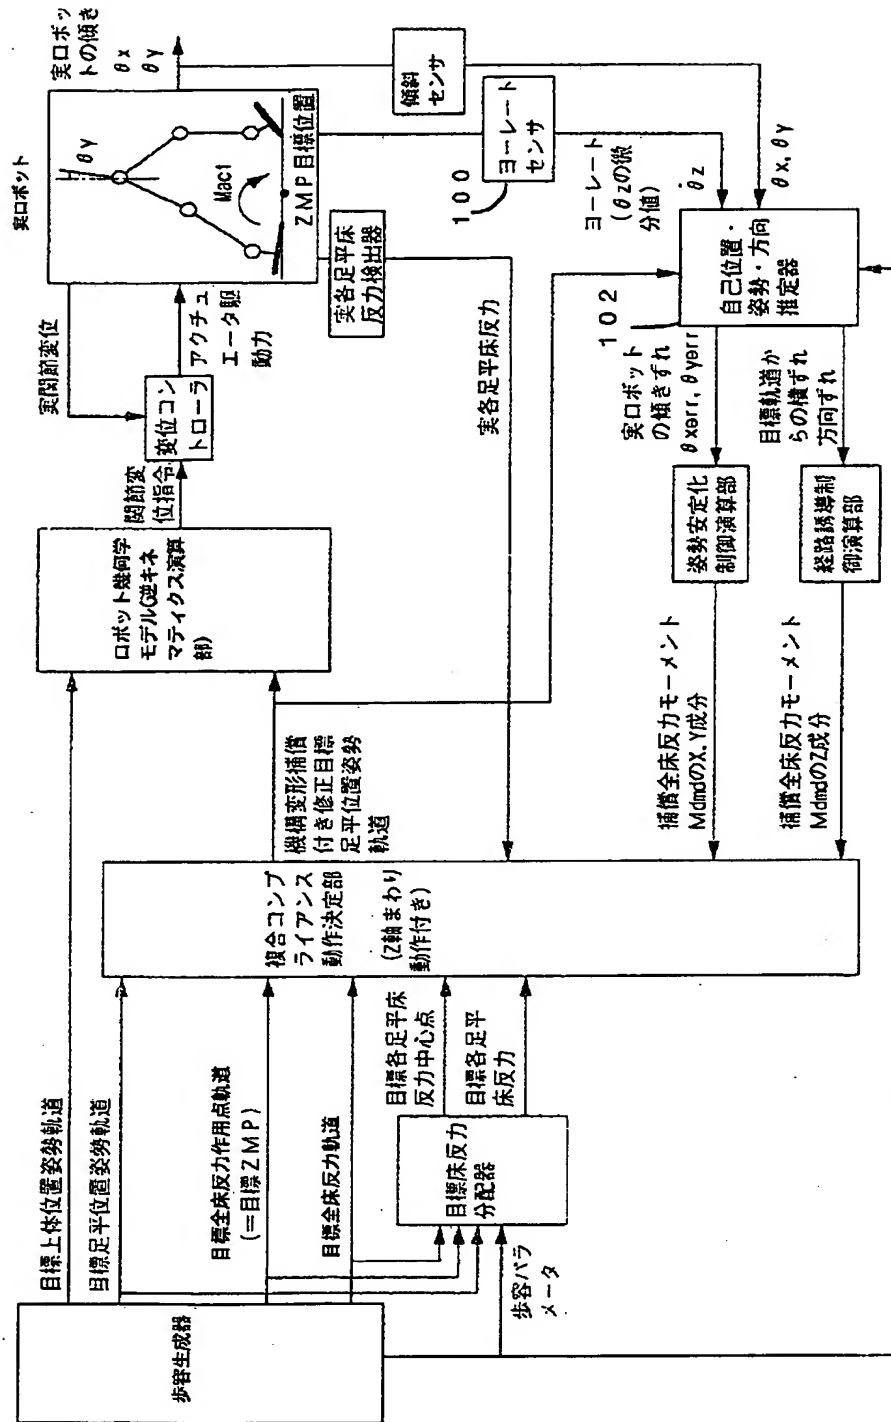 歩容生成器
目標上体位置姿勢軌道
目標足平位置姿勢軌道
目標全床反力作用点軌道
(=目標ZMP)
目標全床反力軌道
歩容パラ
メータ
目標床反力
分配器
目標各足平床
反力中心点
目標各足平
床反力
複合コンプ
ライアンス
動作決定部
(Z軸まわり
動作付き)
機構変形補償
付き修正目標
足平位置姿勢
軌道
ロボット幾何学
モデル(逆キネ
マティクス演算
部)
関節変
位指令
変位コン
トローラ
実関節変位
アクチュ
エータ駆
動力
実ロボット
θy
Mact
ZMP目標位置
実ロボッ
トの傾き
θx
θy
実各足平床
反力検出器
実各足平床反力
傾斜
センサ
100
ヨーレート
センサ
ヨーレート
(θzの微
分値)
θ̇z
θx,θy
102
自己位置・
姿勢・方向
推定器
実ロボット
の傾きずれ
θxerr,θyerr
目標軌道か
らの横ずれ
方向ずれ
姿勢安定化
制御演算部
経路誘導制
御演算部
補償全床反力モーメント
MdmdのX,Y成分
補償全床反力モーメント
MdmdのZ成分